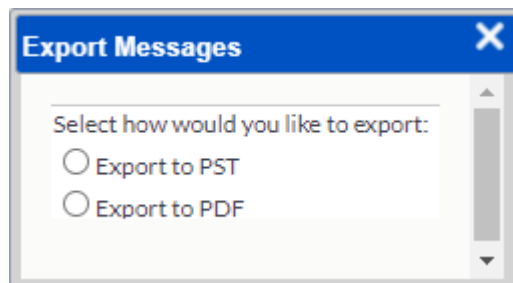 Export Messages
Select how would you like to export:
Export to PST
Export to PDF